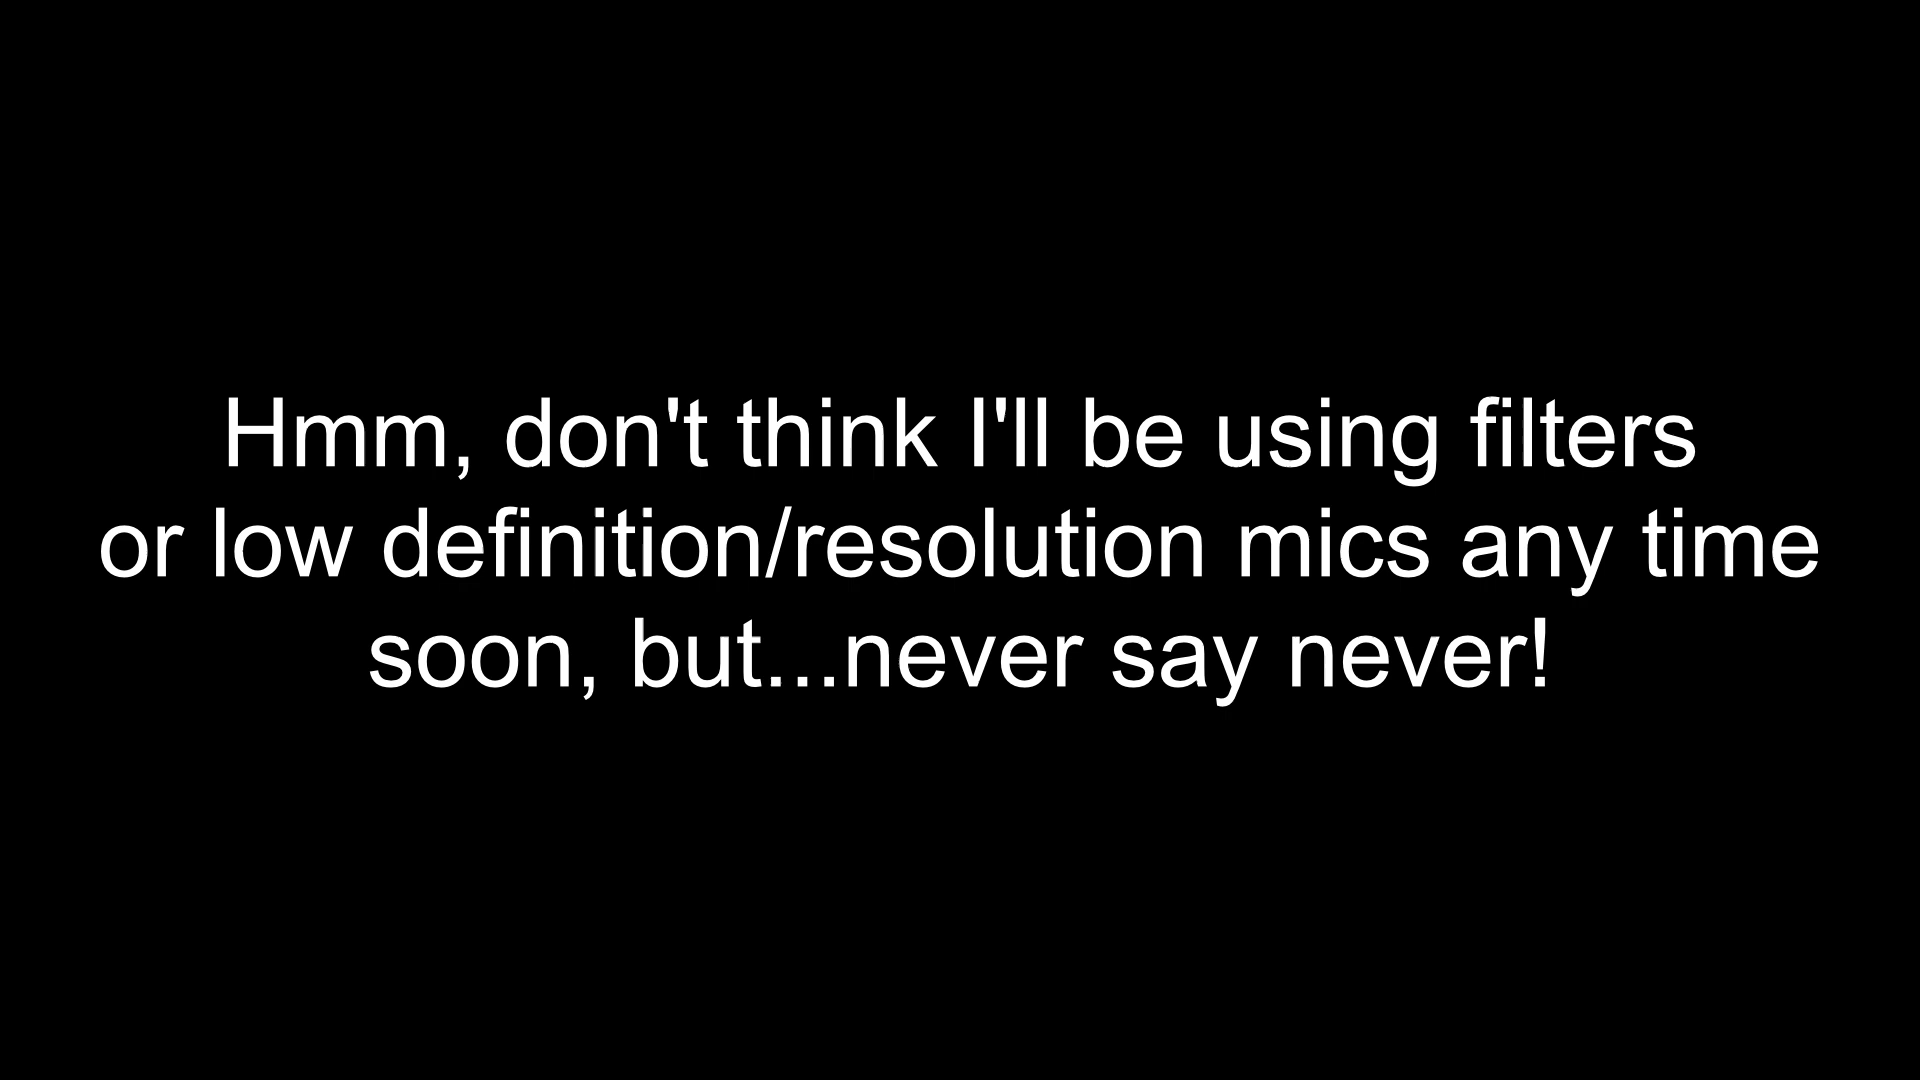 Hmm, don't think I'll be using filters
or low definition/resolution mics any time
soon, but...never say never!